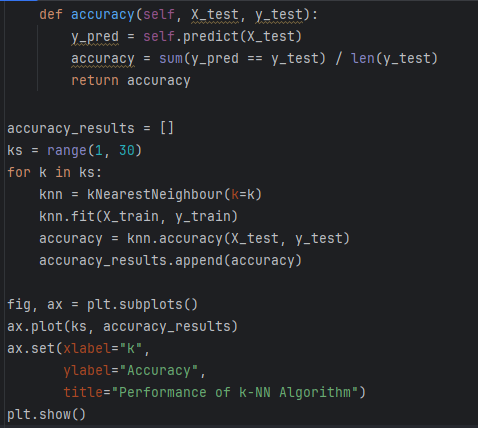 def accuracy(self, X_test, y_test):
y_pred = self.predict(X_test)
accuracy = sum(y_pred == y_test) / len(y_test)
return accuracy
accuracy_results = []
ks = range(1, 30)
for k in ks:
knn = kNearestNeighbour(k=k)
knn.fit(X_train, y_train)
accuracy = knn.accuracy(X_test, y_test)
accuracy_results.append(accuracy)
fig, ax = plt.subplots()
ax.plot(ks, accuracy_results)
ax.set(xlabel="k",
ylabel="Accuracy",
title="Performance of k-NN Algorithm")
plt.show()